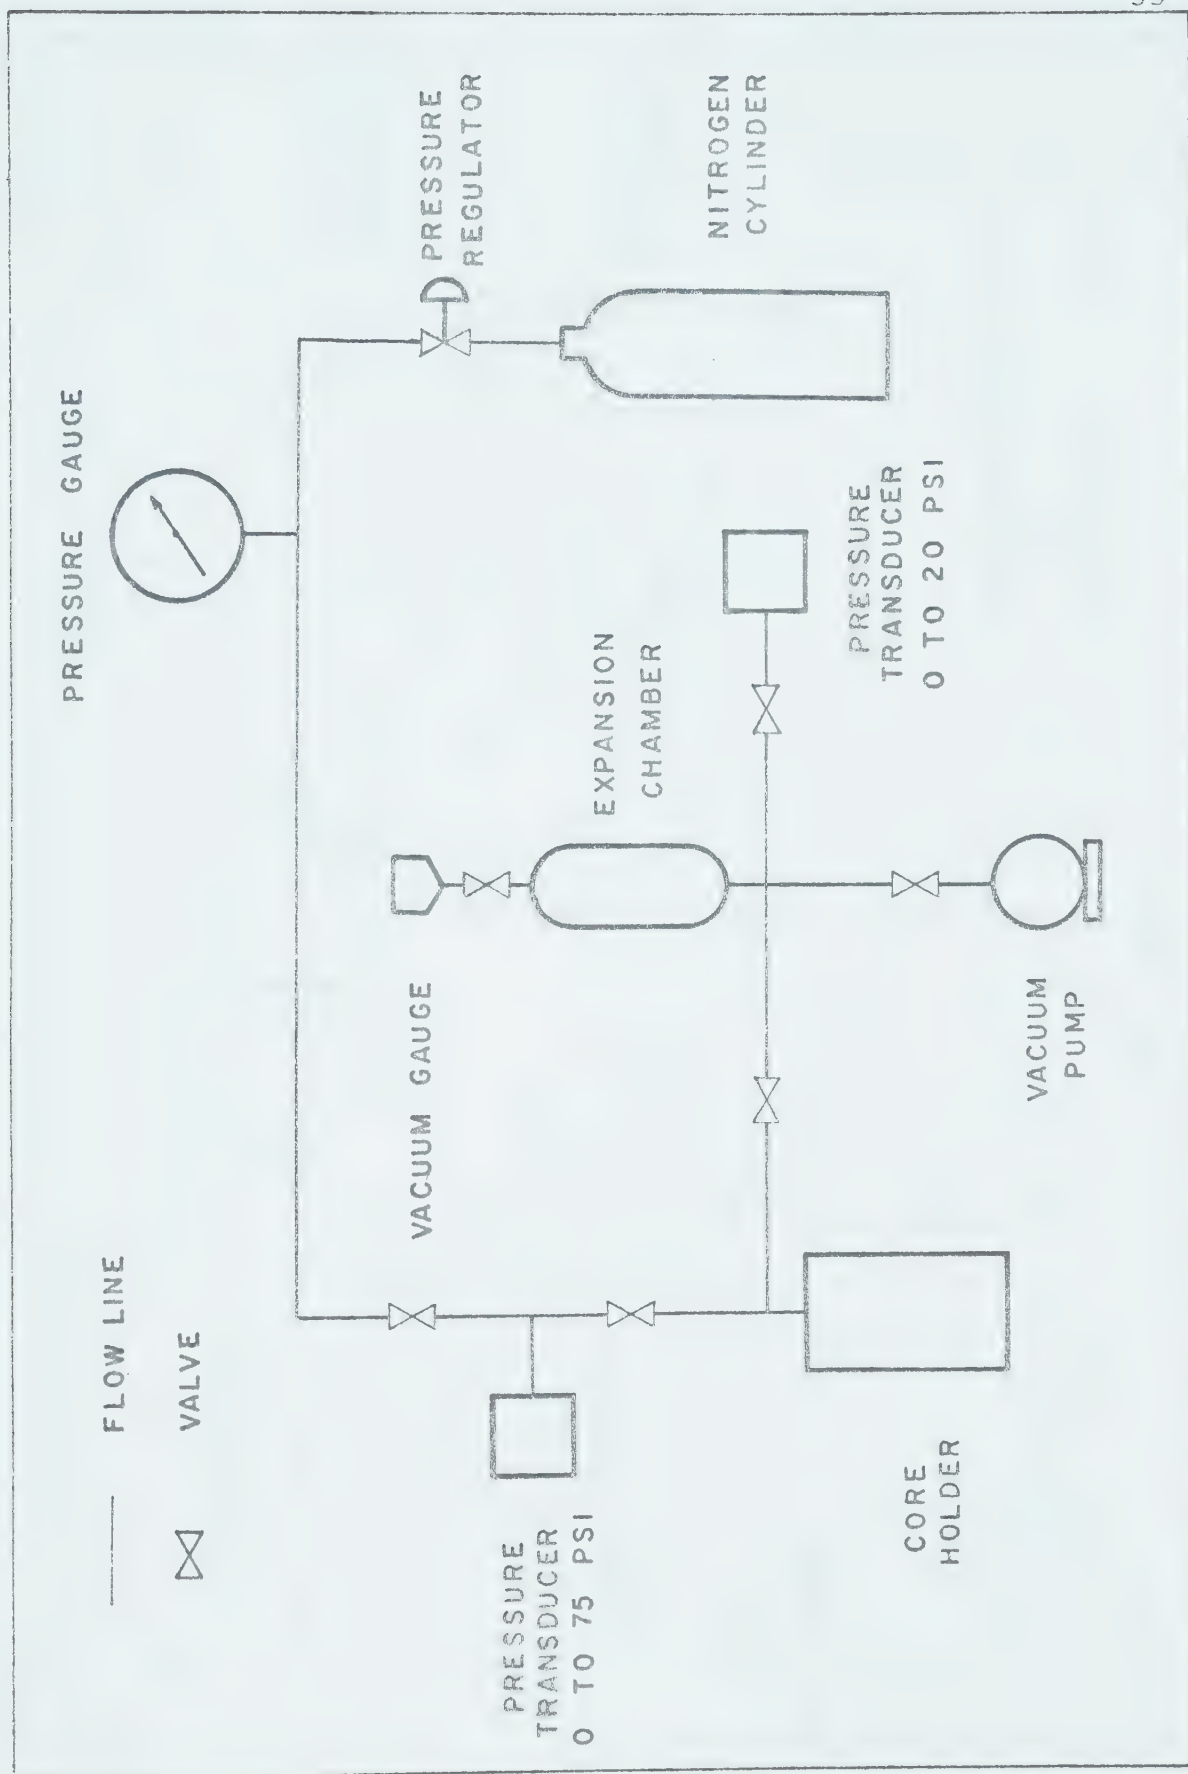 FLOW LINE
VALVE
PRESSURE GAUGE
PRESSURE
REGULATOR
NITROGEN
CYLINDER
PRESSURE
TRANSDUCER
0 TO 75 PSI
VACUUM GAUGE
EXPANSION
CHAMBER
PRESSURE
TRANSDUCER
0 TO 20 PSI
CORE
HOLDER
VACUUM
PUMP